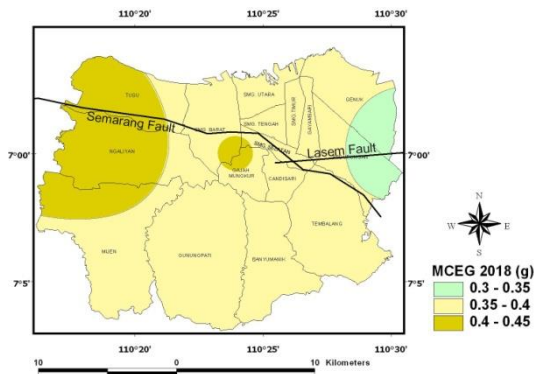 110°20' 110°25' 110°30'
TUGU
SMG UTARA
GENUK
SMG TIMUR
GAYAMSARI
Semarang Fault
SMG BARAT
SMG TENGAH
7°00' 7°00'
NGALIYAN
SMG SELATAN
Lasem Fault
GAJAH
MUNGKUR
CANDISARI
TEMBALANG
MIJEN
GUNUNGPATI
BANYUMANIK
7°5' 7°5'
110°20' 110°25' 110°30'
N
W E
S
MCEG 2018 (g)
0.3 - 0.35
0.35 - 0.4
0.4 - 0.45
10 0 10 Kilometers